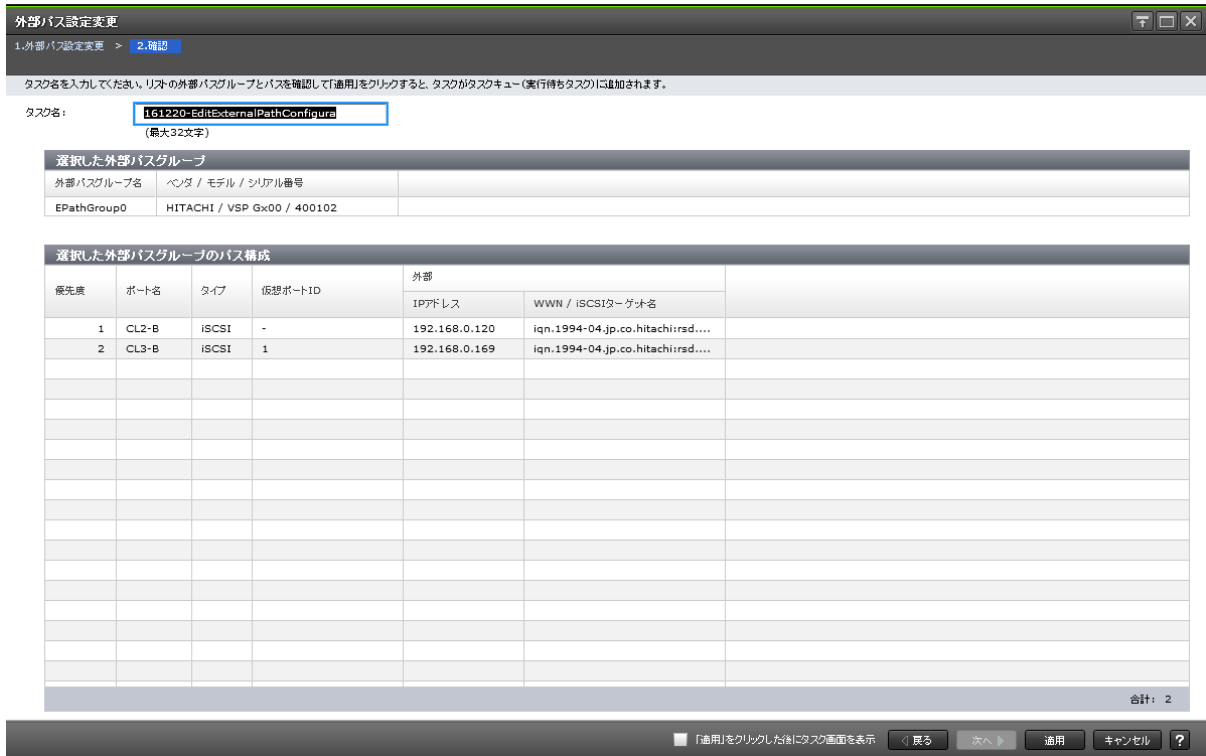 外部パス設定変更
1.外部パス設定変更 > 2.確認
タスク名を入力してください。リストの外部パスグループとパスを確認して「適用」をクリックすると、タスクがタスクキュー(実行待ちタスク)に追加されます。
タスク名: 161220-EditExternalPathConfigura
(最大32文字)
選択した外部パスグループ
外部パスグループ名 ベンダ / モデル / シリアル番号
EPathGroup0 HITACHI / VSP Gx00 / 400102
選択した外部パスグループのパス構成
優先度 ポート名 タイプ 仮想ポートID 外部
IPアドレス WWN / iSCSIターゲット名
1 CL2-B iSCSI - 192.168.0.120 iqn.1994-04.jp.co.hitachi:rsd....
2 CL3-B iSCSI 1 192.168.0.169 iqn.1994-04.jp.co.hitachi:rsd....
合計: 2
「適用」をクリックした後にタスク画面を表示 戻る 次へ 適用 キャンセル ?